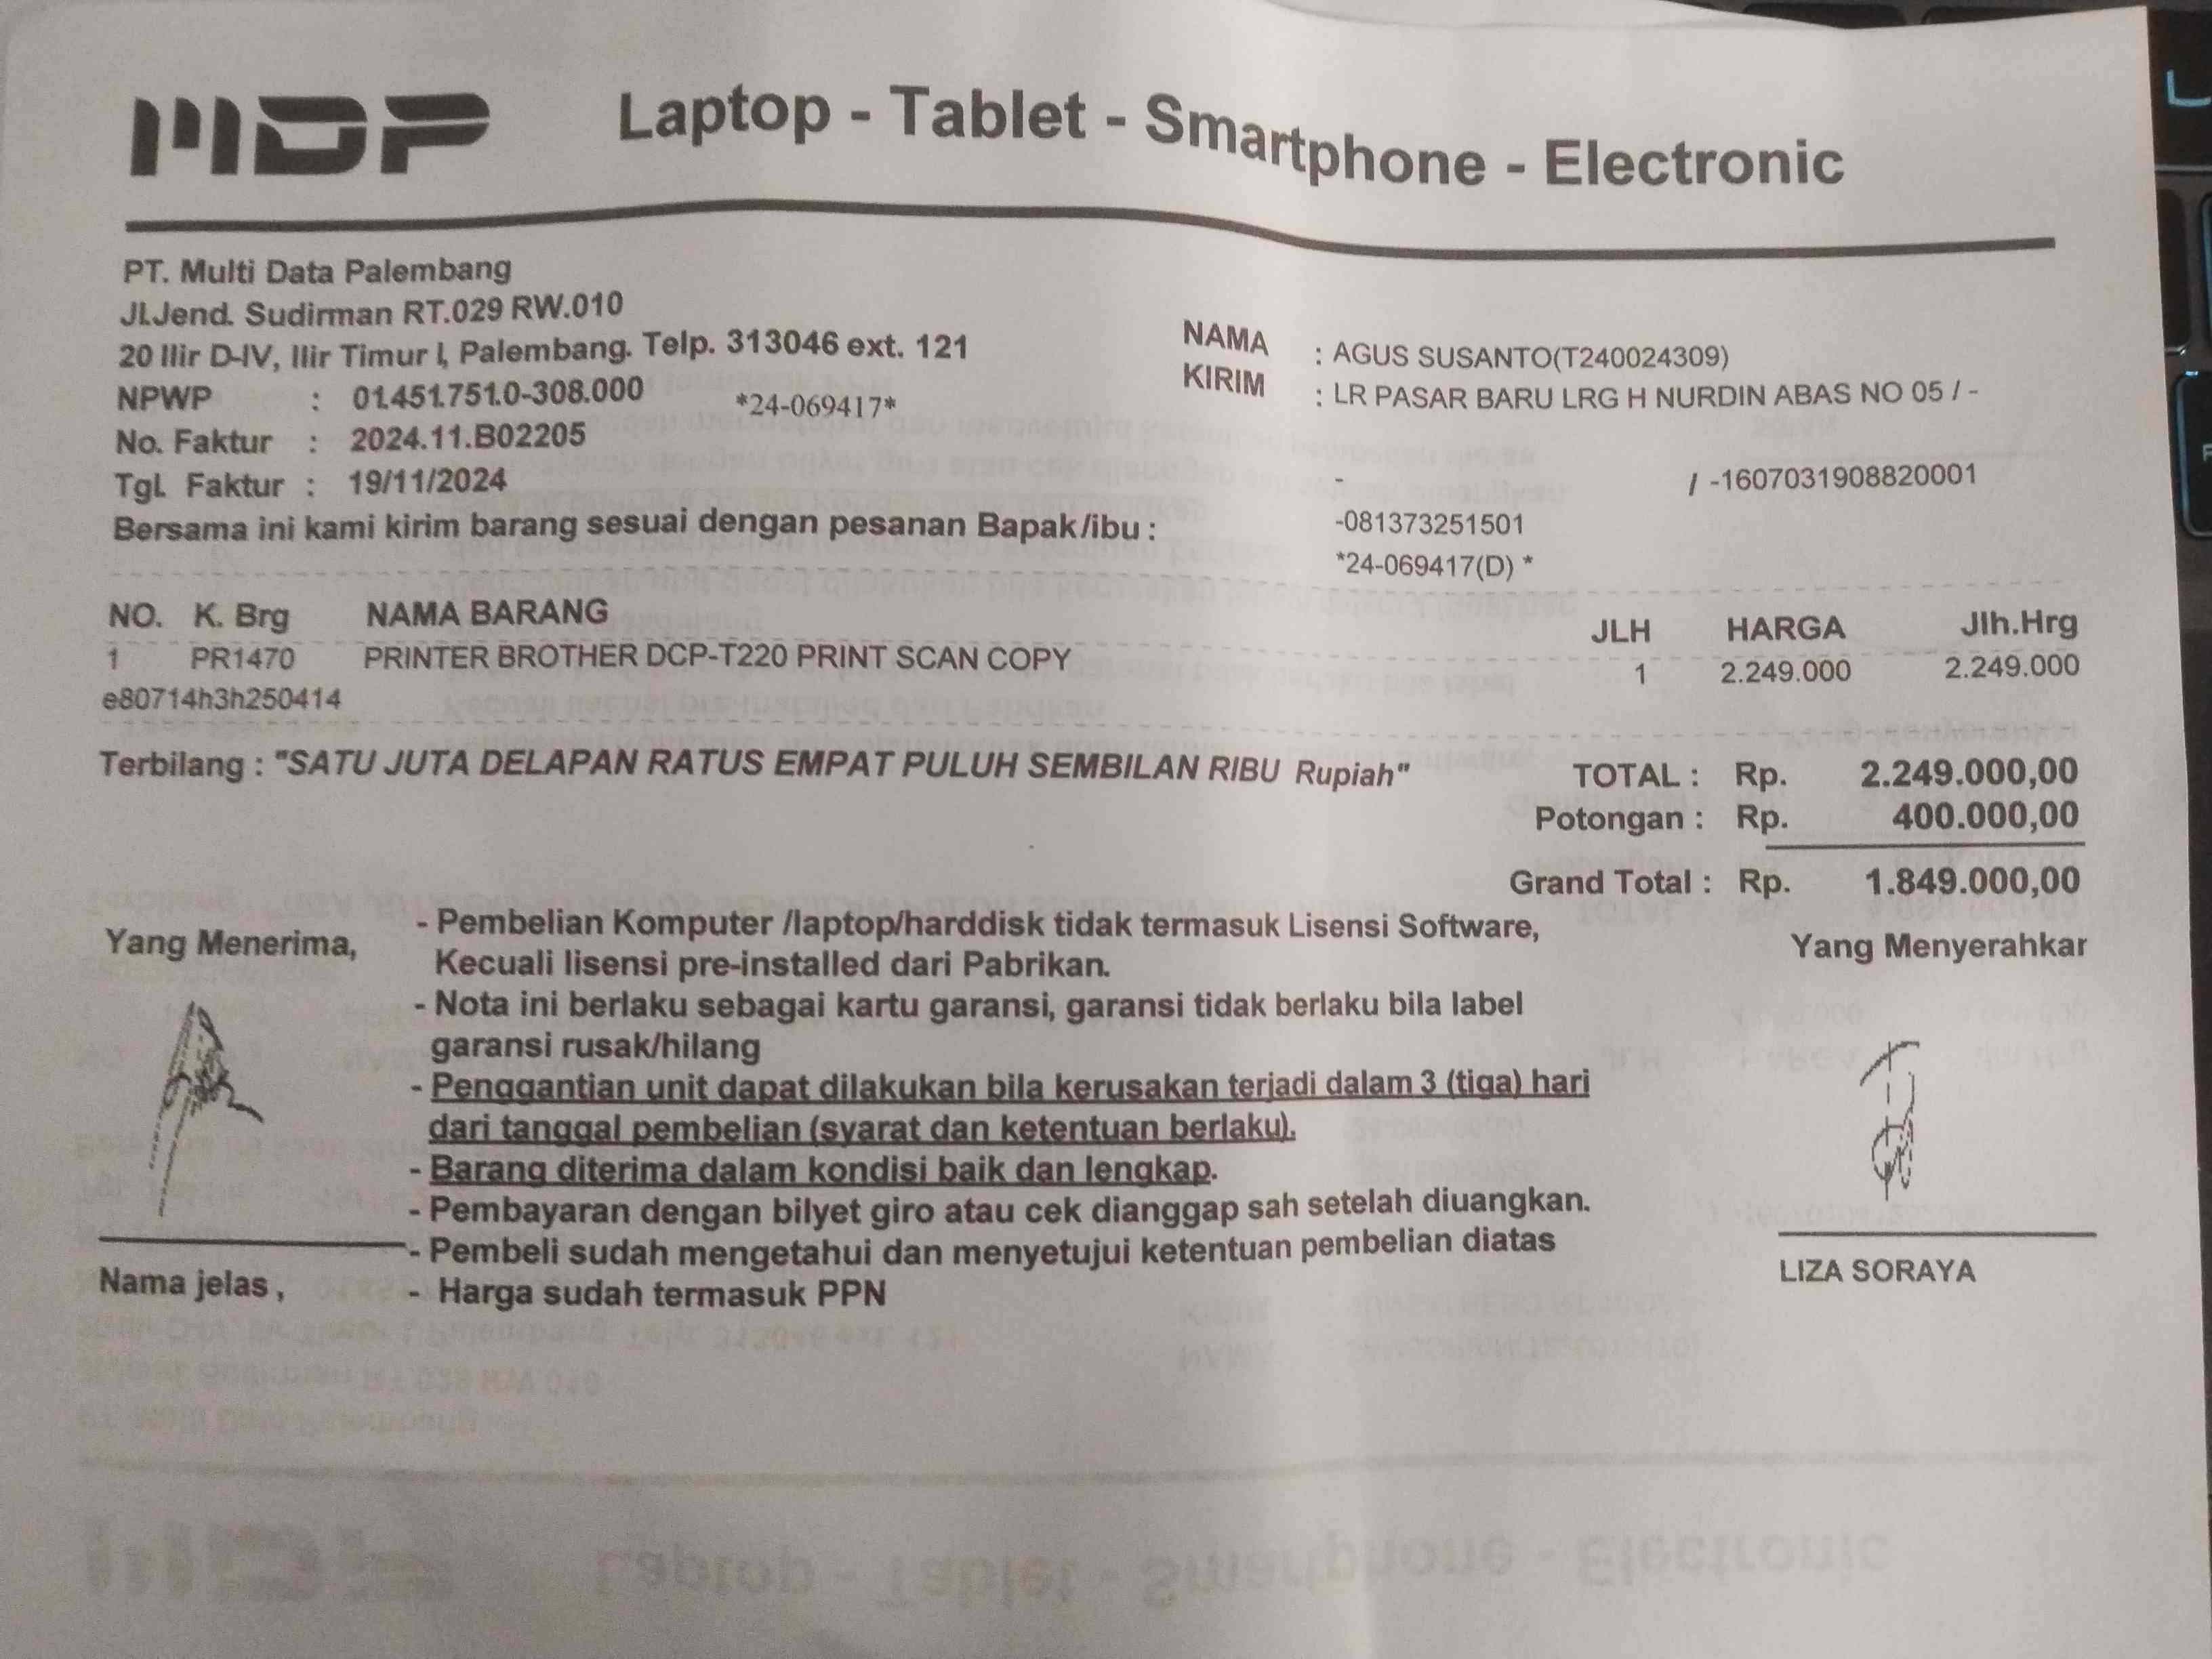 MDP Laptop - Tablet - Smartphone - Electronic
PT. Multi Data Palembang
Jl.Jend. Sudirman RT.029 RW.010
20 Ilir D-IV, Ilir Timur I, Palembang. Telp. 313046 ext. 121
NPWP : 01.451.751.0-308.000 *24-069417*
No. Faktur : 2024.11.B02205
Tgl. Faktur : 19/11/2024
Bersama ini kami kirim barang sesuai dengan pesanan Bapak/ibu :
NAMA : AGUS SUSANTO(T240024309)
KIRIM : LR PASAR BARU LRG H NURDIN ABAS NO 05 / -
- / -1607031908820001
-081373251501
*24-069417(D) *
NO. K. Brg NAMA BARANG JLH HARGA Jlh.Hrg
1 PR1470 PRINTER BROTHER DCP-T220 PRINT SCAN COPY 1 2.249.000 2.249.000
e80714h3h250414
Terbilang : "SATU JUTA DELAPAN RATUS EMPAT PULUH SEMBILAN RIBU Rupiah"
TOTAL : Rp. 2.249.000,00
Potongan : Rp. 400.000,00
Grand Total : Rp. 1.849.000,00
Yang Menerima,
- Pembelian Komputer /laptop/harddisk tidak termasuk Lisensi Software,
Kecuali lisensi pre-installed dari Pabrikan.
- Nota ini berlaku sebagai kartu garansi, garansi tidak berlaku bila label
garansi rusak/hilang
- Penggantian unit dapat dilakukan bila kerusakan terjadi dalam 3 (tiga) hari
dari tanggal pembelian (syarat dan ketentuan berlaku).
- Barang diterima dalam kondisi baik dan lengkap.
- Pembayaran dengan bilyet giro atau cek dianggap sah setelah diuangkan.
- Pembeli sudah mengetahui dan menyetujui ketentuan pembelian diatas
- Harga sudah termasuk PPN
Nama jelas ,
Yang Menyerahkar
LIZA SORAYA